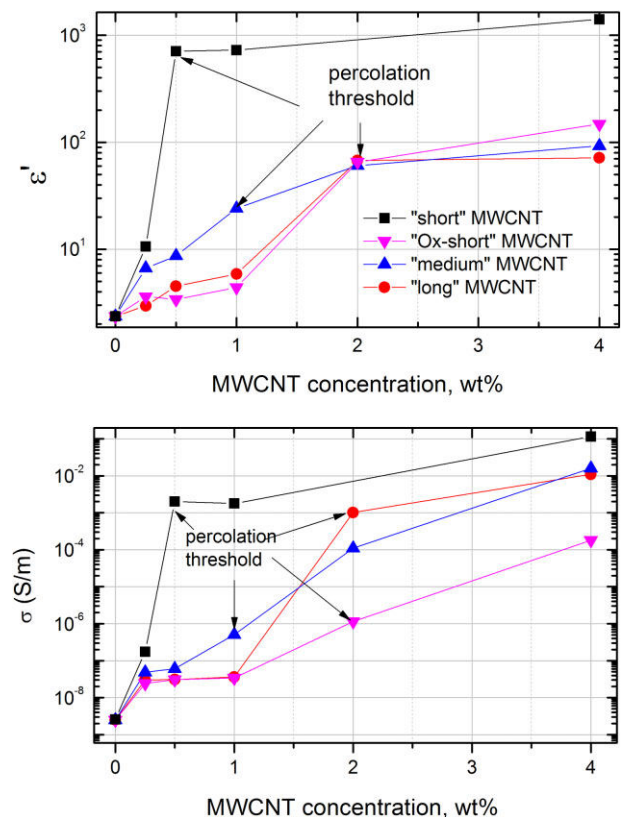 10³
10²
10¹
ε'
percolation
threshold
"short" MWCNT
"Ox-short" MWCNT
"medium" MWCNT
"long" MWCNT
0 1 2 3 4
MWCNT concentration, wt%
10⁻²
10⁻⁴
10⁻⁶
10⁻⁸
σ (S/m)
percolation
threshold
0 1 2 3 4
MWCNT concentration, wt%